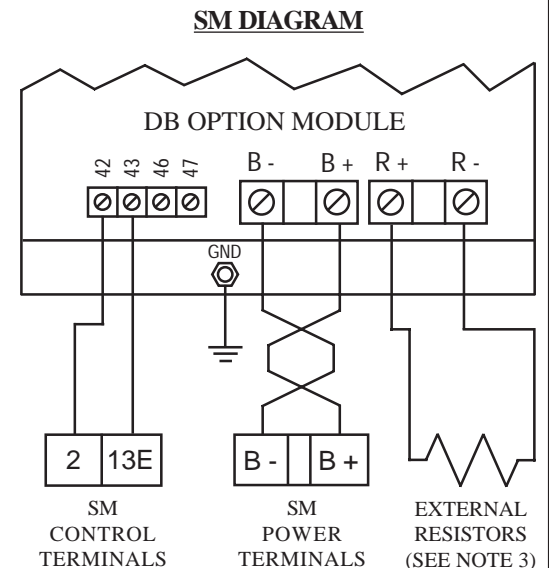 SM DIAGRAM
DB OPTION MODULE
42 43 46 47
B - B + R + R -
GND
2 13E B - B +
SM SM EXTERNAL
CONTROL POWER RESISTORS
TERMINALS TERMINALS (SEE NOTE 3)